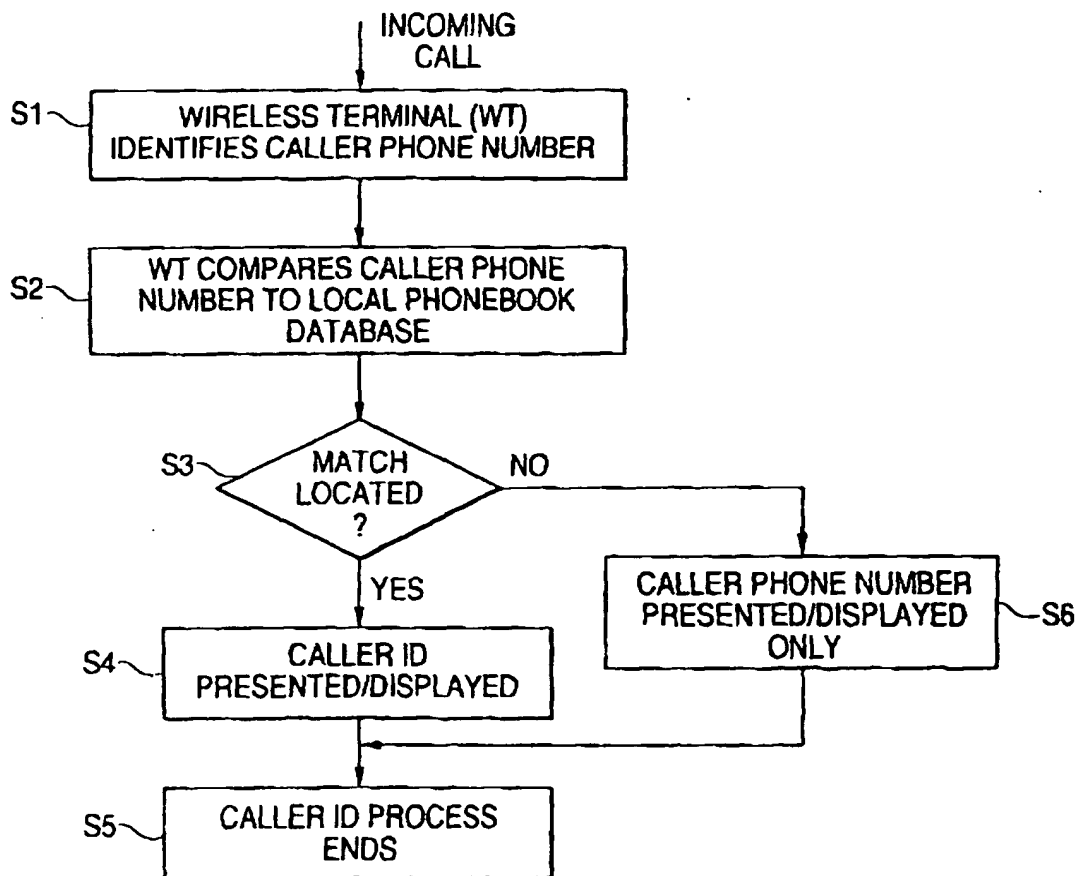 INCOMING
CALL
S1
WIRELESS TERMINAL (WT)
IDENTIFIES CALLER PHONE NUMBER
S2
WT COMPARES CALLER PHONE
NUMBER TO LOCAL PHONEBOOK
DATABASE
S3
MATCH
LOCATED
?
NO
YES
CALLER PHONE NUMBER
PRESENTED/DISPLAYED
ONLY
S6
S4
CALLER ID
PRESENTED/DISPLAYED
S5
CALLER ID PROCESS
ENDS